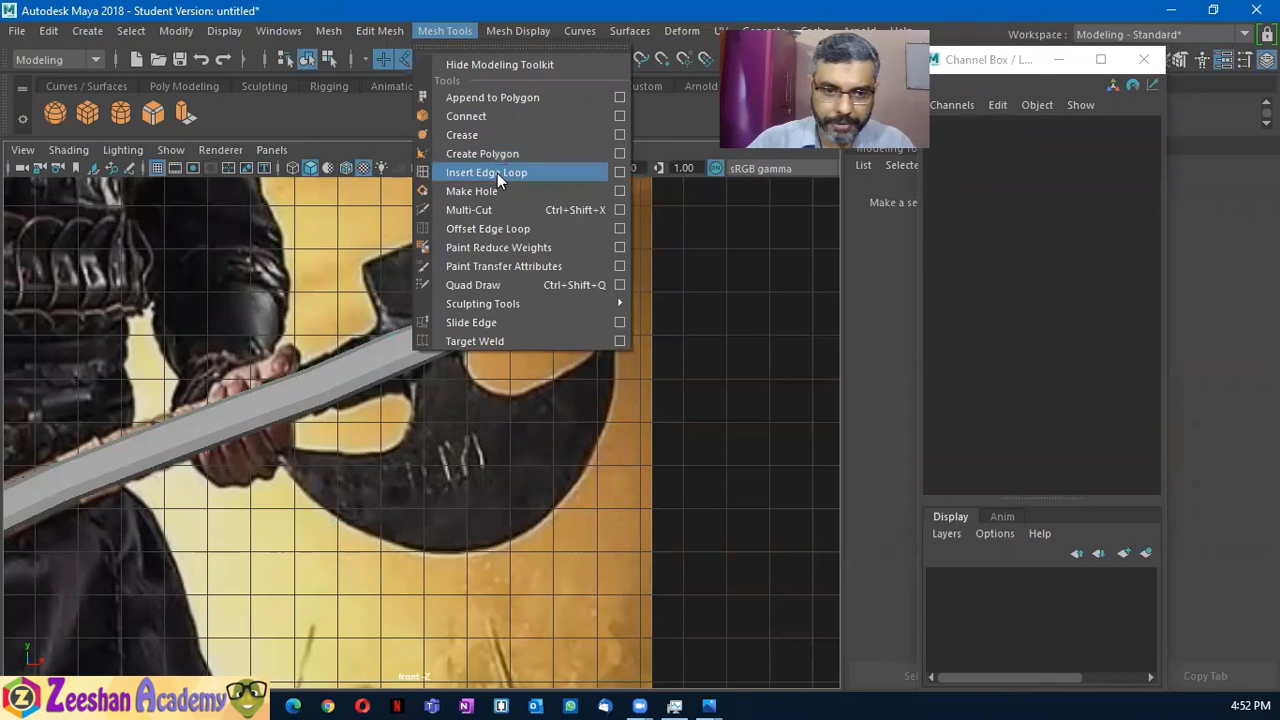 Autodesk Maya 2018 - Student Version: untitled*
File Edit Create Select Modify Display Windows Mesh Edit Mesh Mesh Tools Mesh Display Curves Surfaces Deform
Workspace : Modeling - Standard*
Modeling
Channel Box / L...
Curves / Surfaces Poly Modeling Sculpting Rigging Arnold
Channels Edit Object Show
View Shading Lighting Show Renderer Panels
1.00 sRGB gamma
List
Make a se
Hide Modeling Toolkit
Tools
Append to Polygon
Connect
Crease
Create Polygon
Insert Edge Loop
Make Hole
Multi-Cut Ctrl+Shift+X
Offset Edge Loop
Paint Reduce Weights
Paint Transfer Attributes
Quad Draw Ctrl+Shift+Q
Sculpting Tools
Slide Edge
Target Weld
Display Anim
Layers Options Help
y
front -Z
Copy Tab
Zeeshan Academy
4:52 PM